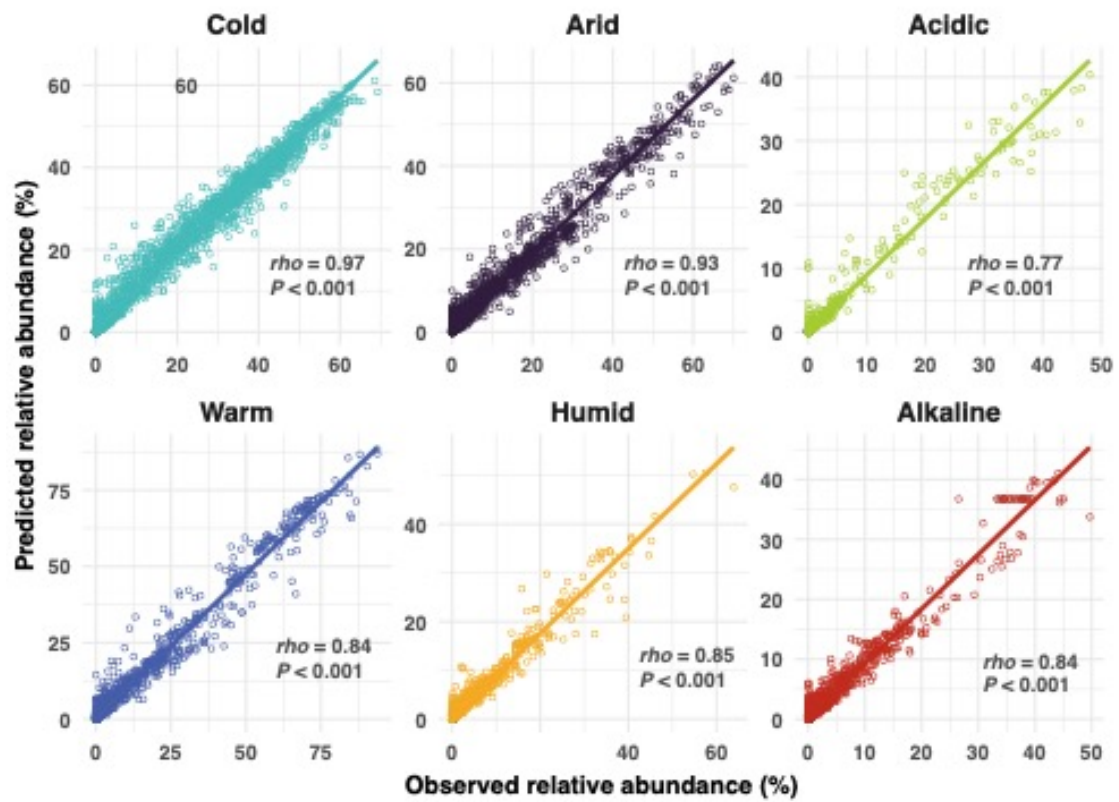 Cold
Arid
Acidic
60
60
40
20
0
0
20
40
60
rho = 0.97
P < 0.001
60
40
20
0
0
20
40
60
rho = 0.93
P < 0.001
40
30
20
10
0
0
10
20
30
40
50
rho = 0.77
P < 0.001
Predicted relative abundance (%)
Warm
Humid
Alkaline
75
50
25
0
0
25
50
75
rho = 0.84
P < 0.001
40
20
0
0
20
40
60
rho = 0.85
P < 0.001
40
30
20
10
0
0
10
20
30
40
50
rho = 0.84
P < 0.001
Observed relative abundance (%)